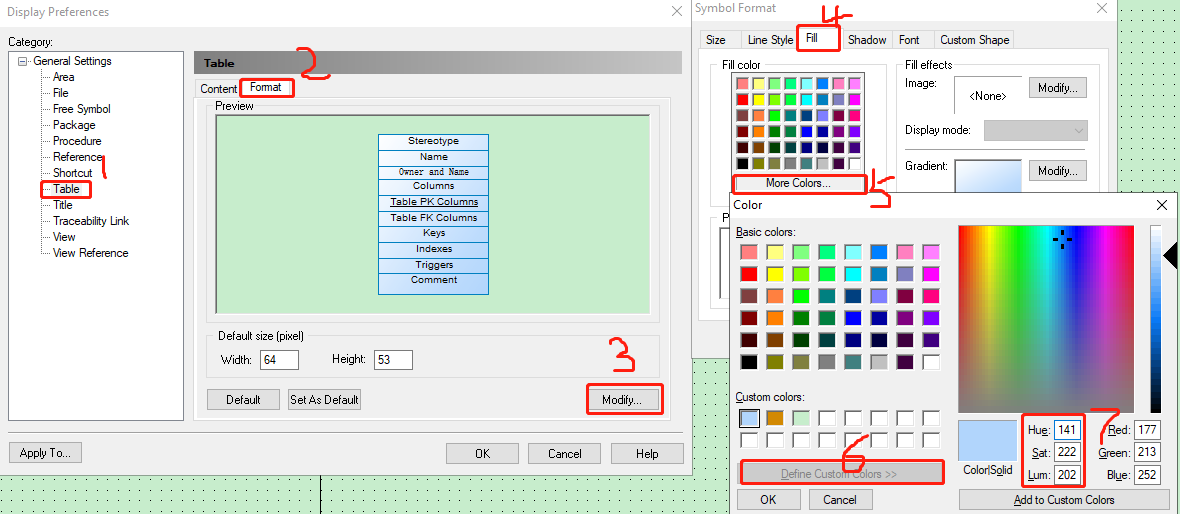 Display Preferences
Category:
General Settings
Area
File
Free Symbol
Package
Procedure
Reference
Shortcut
Table
Title
Traceability Link
View
View Reference
1
Table
2
Content
Format
Preview
Stereotype
Name
Owner and Name
Columns
Table PK Columns
Table FK Columns
Keys
Indexes
Triggers
Comment
Default size (pixel)
Width: 64
Height: 53
3
Default
Set As Default
Modify...
Apply To...
OK
Cancel
Help
Symbol Format
4
Size
Line Style
Fill
Shadow
Font
Custom Shape
Fill color
More Colors...
5
Fill effects
Image:
<None>
Modify...
Display mode:
Gradient:
Modify...
P
Color
Basic colors:
Custom colors:
6
Define Custom Colors >>
OK
Cancel
Color|Solid
Hue: 141
Sat: 222
Lum: 202
7
Red: 177
Green: 213
Blue: 252
Add to Custom Colors